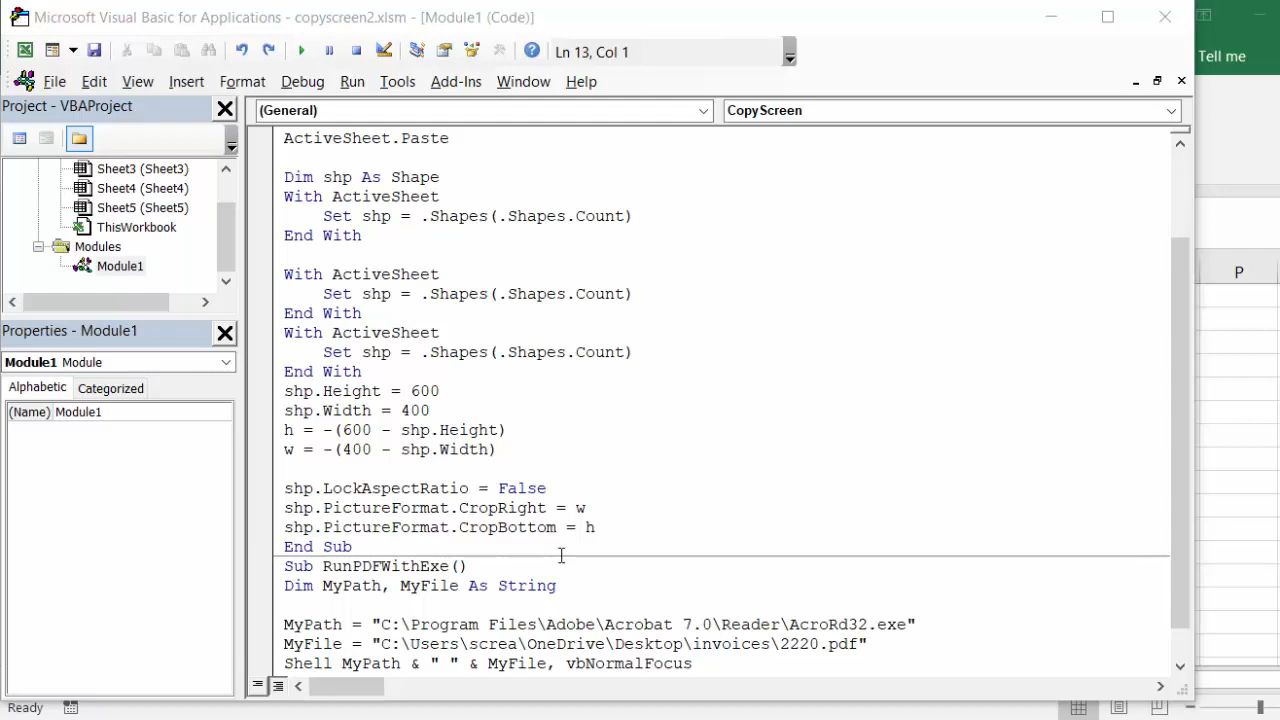 Microsoft Visual Basic for Applications - copyscreen2.xlsm - [Module1 (Code)]
Tell me
Ln 13, Col 1
File Edit View Insert Format Debug Run Tools Add-Ins Window Help
Project - VBAProject
(General)
CopyScreen
Sheet3 (Sheet3)
Sheet4 (Sheet4)
Sheet5 (Sheet5)
ThisWorkbook
Modules
Module1
Properties - Module1
Module1 Module
Alphabetic Categorized
(Name) Module1
ActiveSheet.Paste
Dim shp As Shape
With ActiveSheet
Set shp = .Shapes(.Shapes.Count)
End With
With ActiveSheet
Set shp = .Shapes(.Shapes.Count)
End With
With ActiveSheet
Set shp = .Shapes(.Shapes.Count)
End With
shp.Height = 600
shp.Width = 400
h = -(600 - shp.Height)
w = -(400 - shp.Width)
shp.LockAspectRatio = False
shp.PictureFormat.CropRight = w
shp.PictureFormat.CropBottom = h
End Sub
Sub RunPDFWithExe()
Dim MyPath, MyFile As String
MyPath = "C:\Program Files\Adobe\Acrobat 7.0\Reader\AcroRd32.exe"
MyFile = "C:\Users\screa\OneDrive\Desktop\invoices\2220.pdf"
Shell MyPath & " " & MyFile, vbNormalFocus
P
Ready